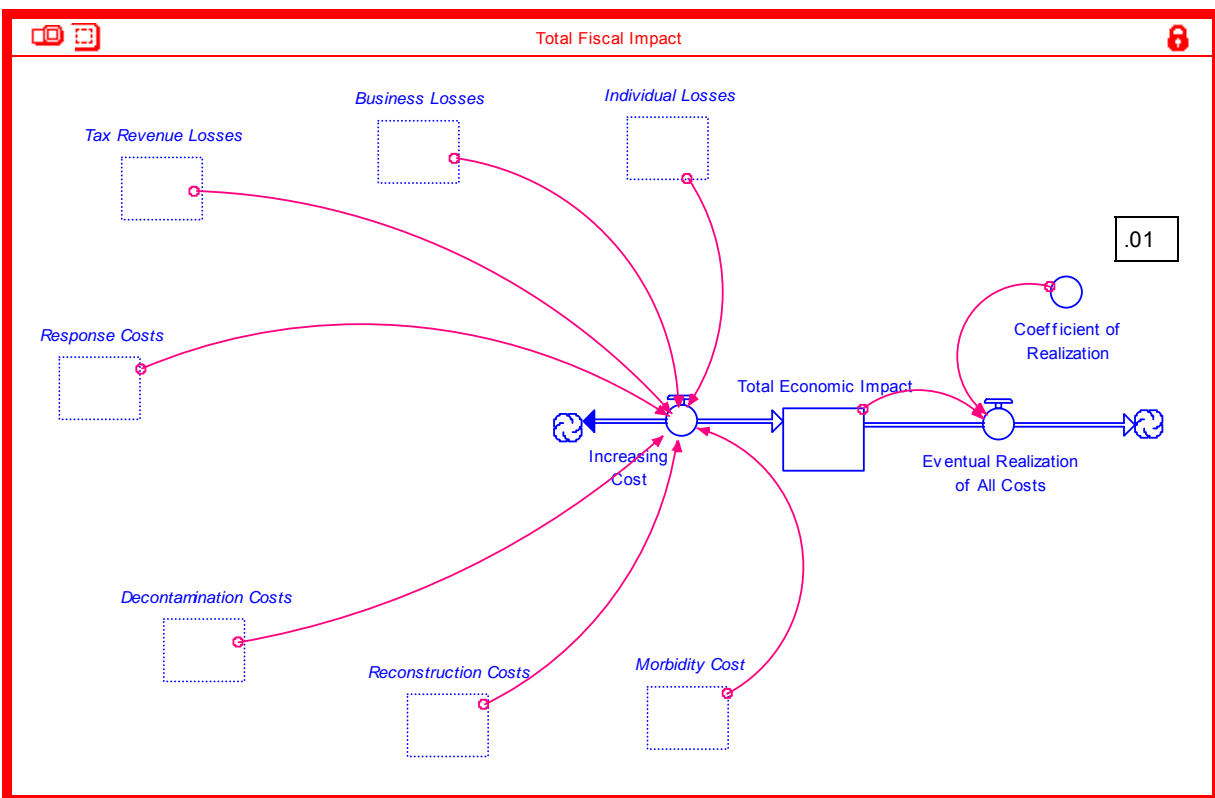 Total Fiscal Impact
Individual Losses
Business Losses
Tax Revenue Losses
.01
Response Costs
Coefficient of
Realization
Total Economic Impact
Increasing
Cost
Eventual Realization
of All Costs
Decontamination Costs
Reconstruction Costs
Morbidity Cost